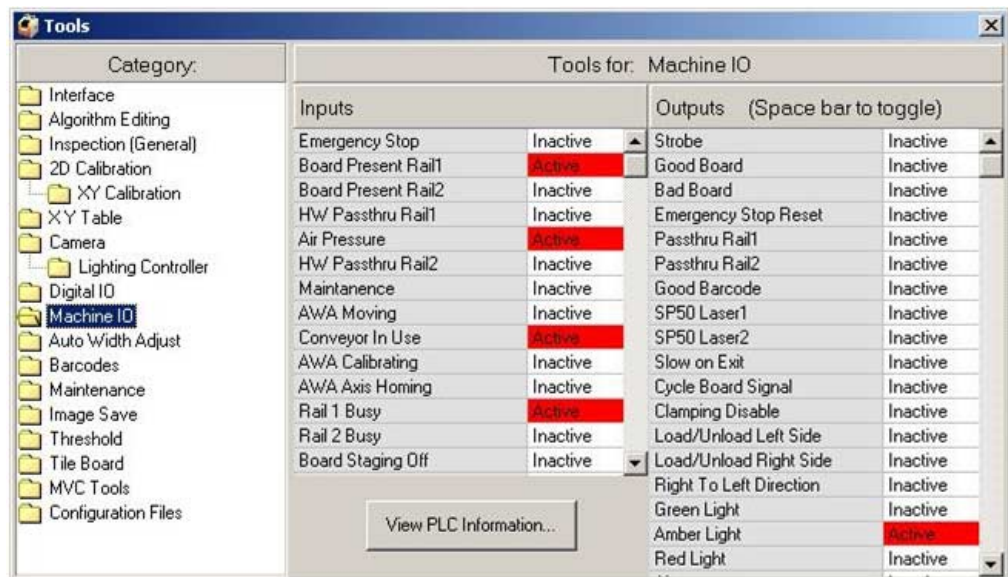 Tools
Category:
Interface
Algorithm Editing
Inspection (General)
2D Calibration
XY Calibration
XY Table
Camera
Lighting Controller
Digital IO
Machine IO
Auto Width Adjust
Barcodes
Maintenance
Image Save
Threshold
Tile Board
MVC Tools
Configuration Files
Tools for: Machine IO
Inputs
Emergency Stop Inactive
Board Present Rail1 Active
Board Present Rail2 Inactive
HW Passthru Rail1 Inactive
Air Pressure Active
HW Passthru Rail2 Inactive
Maintanence Inactive
AWA Moving Inactive
Conveyor In Use Active
AWA Calibrating Inactive
AWA Axis Homing Inactive
Rail 1 Busy Active
Rail 2 Busy Inactive
Board Staging Off Inactive
View PLC Information...
Outputs (Space bar to toggle)
Strobe Inactive
Good Board Inactive
Bad Board Inactive
Emergency Stop Reset Inactive
Passthru Rail1 Inactive
Passthru Rail2 Inactive
Good Barcode Inactive
SP50 Laser1 Inactive
SP50 Laser2 Inactive
Slow on Exit Inactive
Cycle Board Signal Inactive
Clamping Disable Inactive
Load/Unload Left Side Inactive
Load/Unload Right Side Inactive
Right To Left Direction Inactive
Green Light Inactive
Amber Light Active
Red Light Inactive